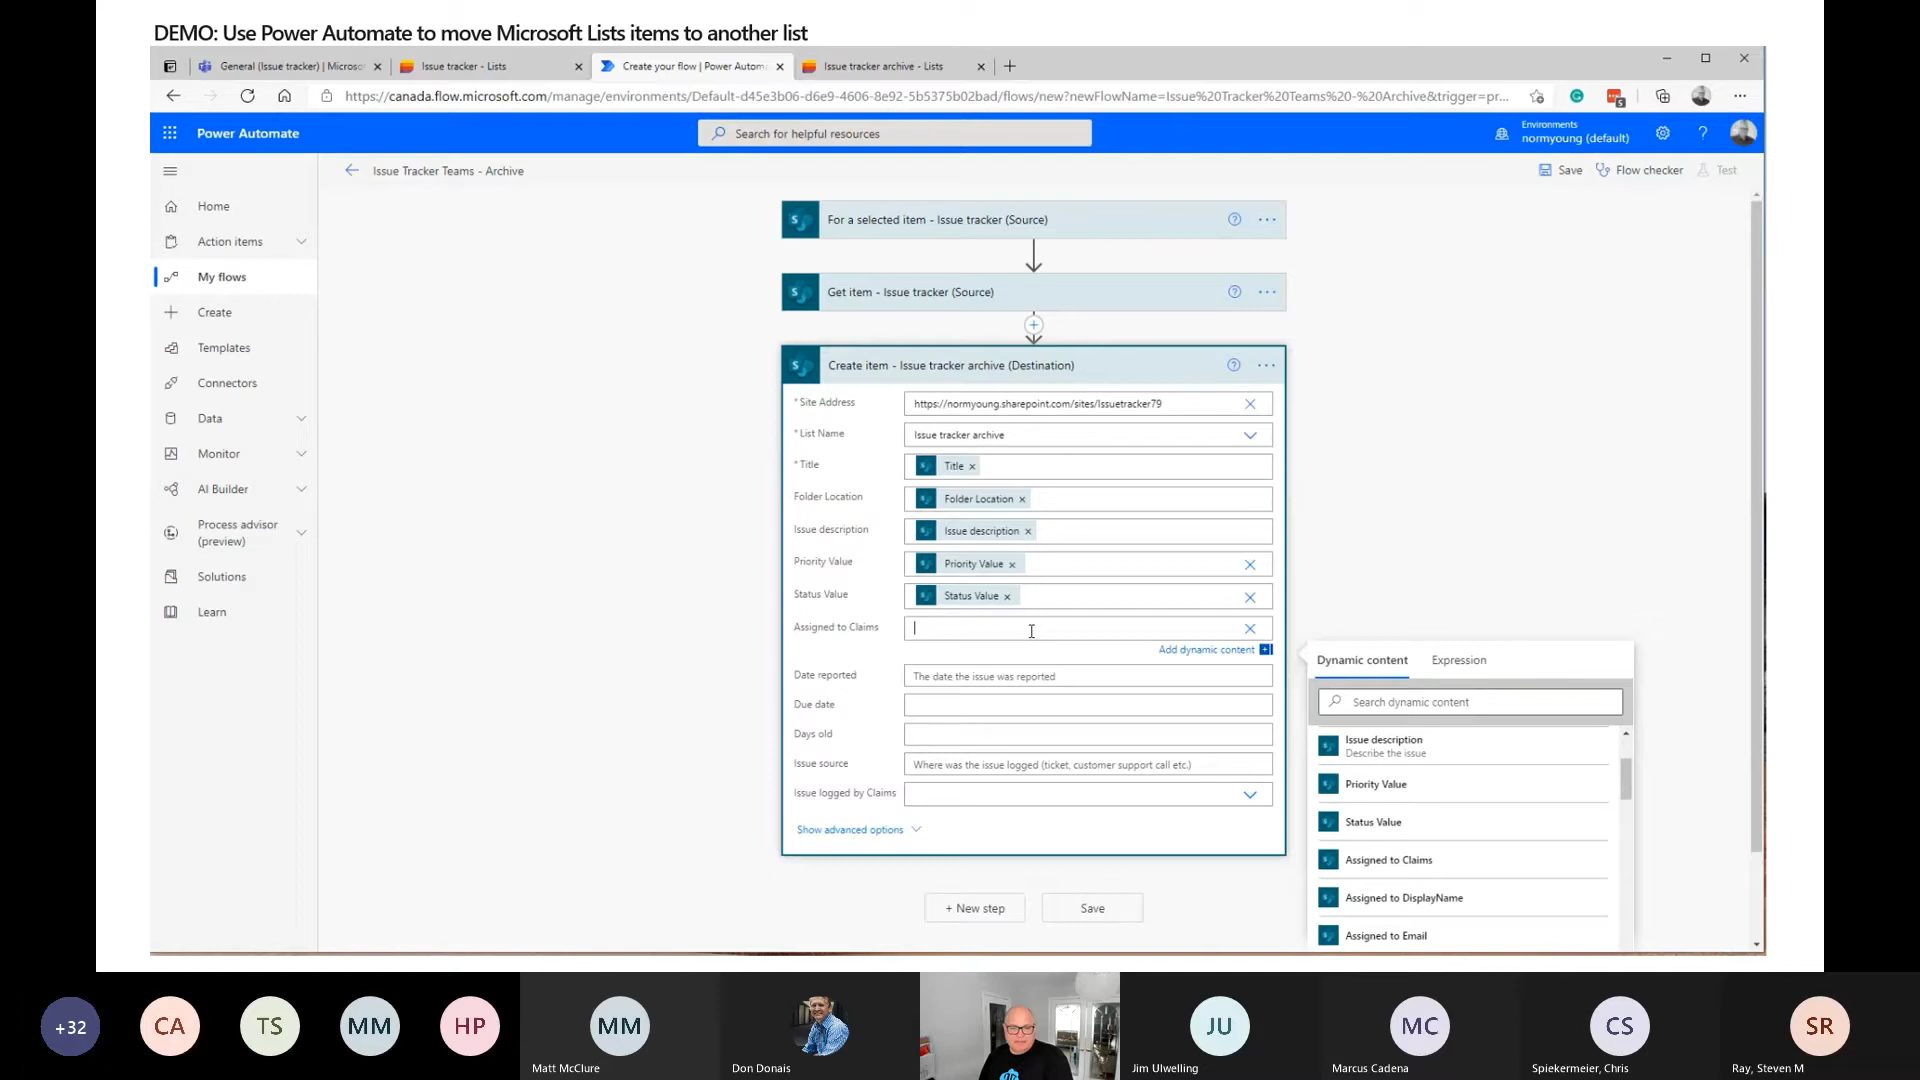 DEMO: Use Power Automate to move Microsoft Lists items to another list
General (Issue tracker) | Microso
Issue tracker - Lists
Create your flow | Power Autom
Issue tracker archive - Lists
https://canada.flow.microsoft.com/manage/environments/Default-d45e3b06-d6e9-4606-8e92-5b5375b02bad/flows/new?newFlowName=Issue%20Tracker%20Teams%20-%20Archive&trigger=pr...
5
Power Automate
Search for helpful resources
Environments
normyoung (default)
?
Issue Tracker Teams - Archive
Save
Flow checker
Test
Home
Action items
My flows
Create
Templates
Connectors
Data
Monitor
AI Builder
Process advisor
(preview)
Solutions
Learn
For a selected item - Issue tracker (Source)
Get item - Issue tracker (Source)
Create item - Issue tracker archive (Destination)
* Site Address
https://normyoung.sharepoint.com/sites/Issuetracker79
* List Name
Issue tracker archive
* Title
Title
Folder Location
Folder Location
Issue description
Issue description
Priority Value
Priority Value
Status Value
Status Value
Assigned to Claims
Add dynamic content
Date reported
The date the issue was reported
Due date
Days old
Issue source
Where was the issue logged (ticket, customer support call etc.)
Issue logged by Claims
Show advanced options
+ New step
Save
Dynamic content
Expression
Search dynamic content
Issue description
Describe the issue
Priority Value
Status Value
Assigned to Claims
Assigned to DisplayName
Assigned to Email
+32
CA
TS
MM
HP
MM
Matt McClure
Don Donais
JU
Jim Ulwelling
MC
Marcus Cadena
CS
Spiekermeier, Chris
SR
Ray, Steven M